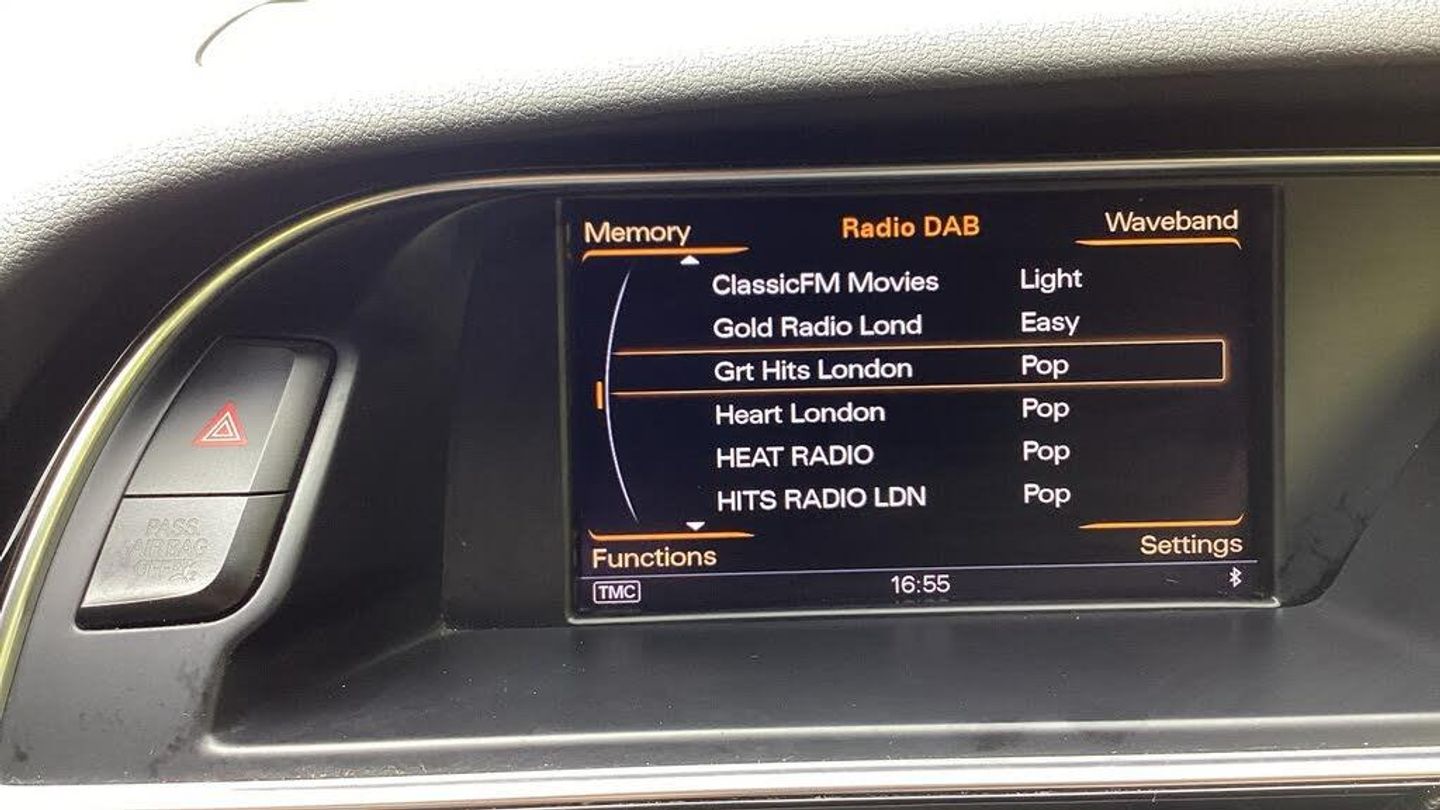 Memory Radio DAB Waveband
ClassicFM Movies Light
Gold Radio Lond Easy
Grt Hits London Pop
Heart London Pop
HEAT RADIO Pop
HITS RADIO LDN Pop
Functions Settings
TMC 16:55
PASS
AIRBAG
OFF